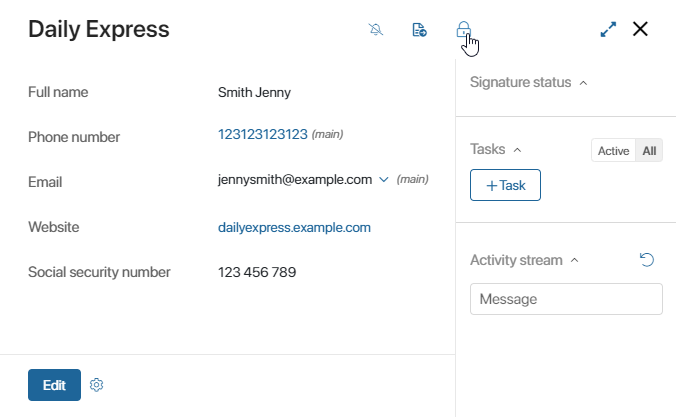 Daily Express
Full name
Smith Jenny
Phone number
123123123123 (main)
Email
jennysmith@example.com (main)
Website
dailyexpress.example.com
Social security number
123 456 789
Edit
Signature status
Tasks
Active All
+Task
Activity stream
Message